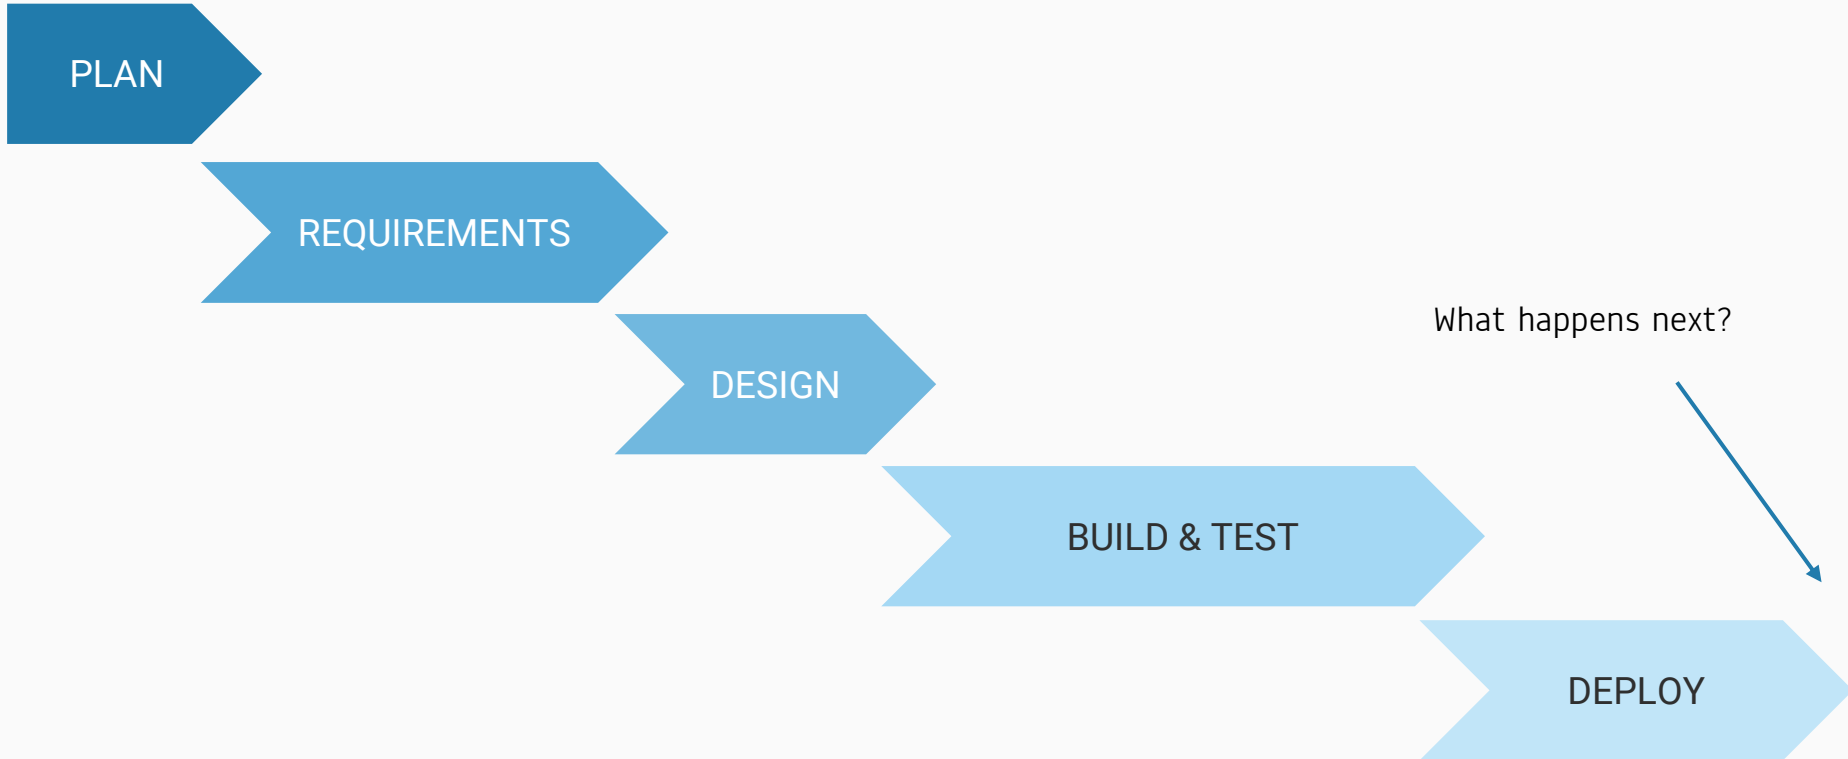 PLAN
REQUIREMENTS
DESIGN
What happens next?
BUILD & TEST
DEPLOY